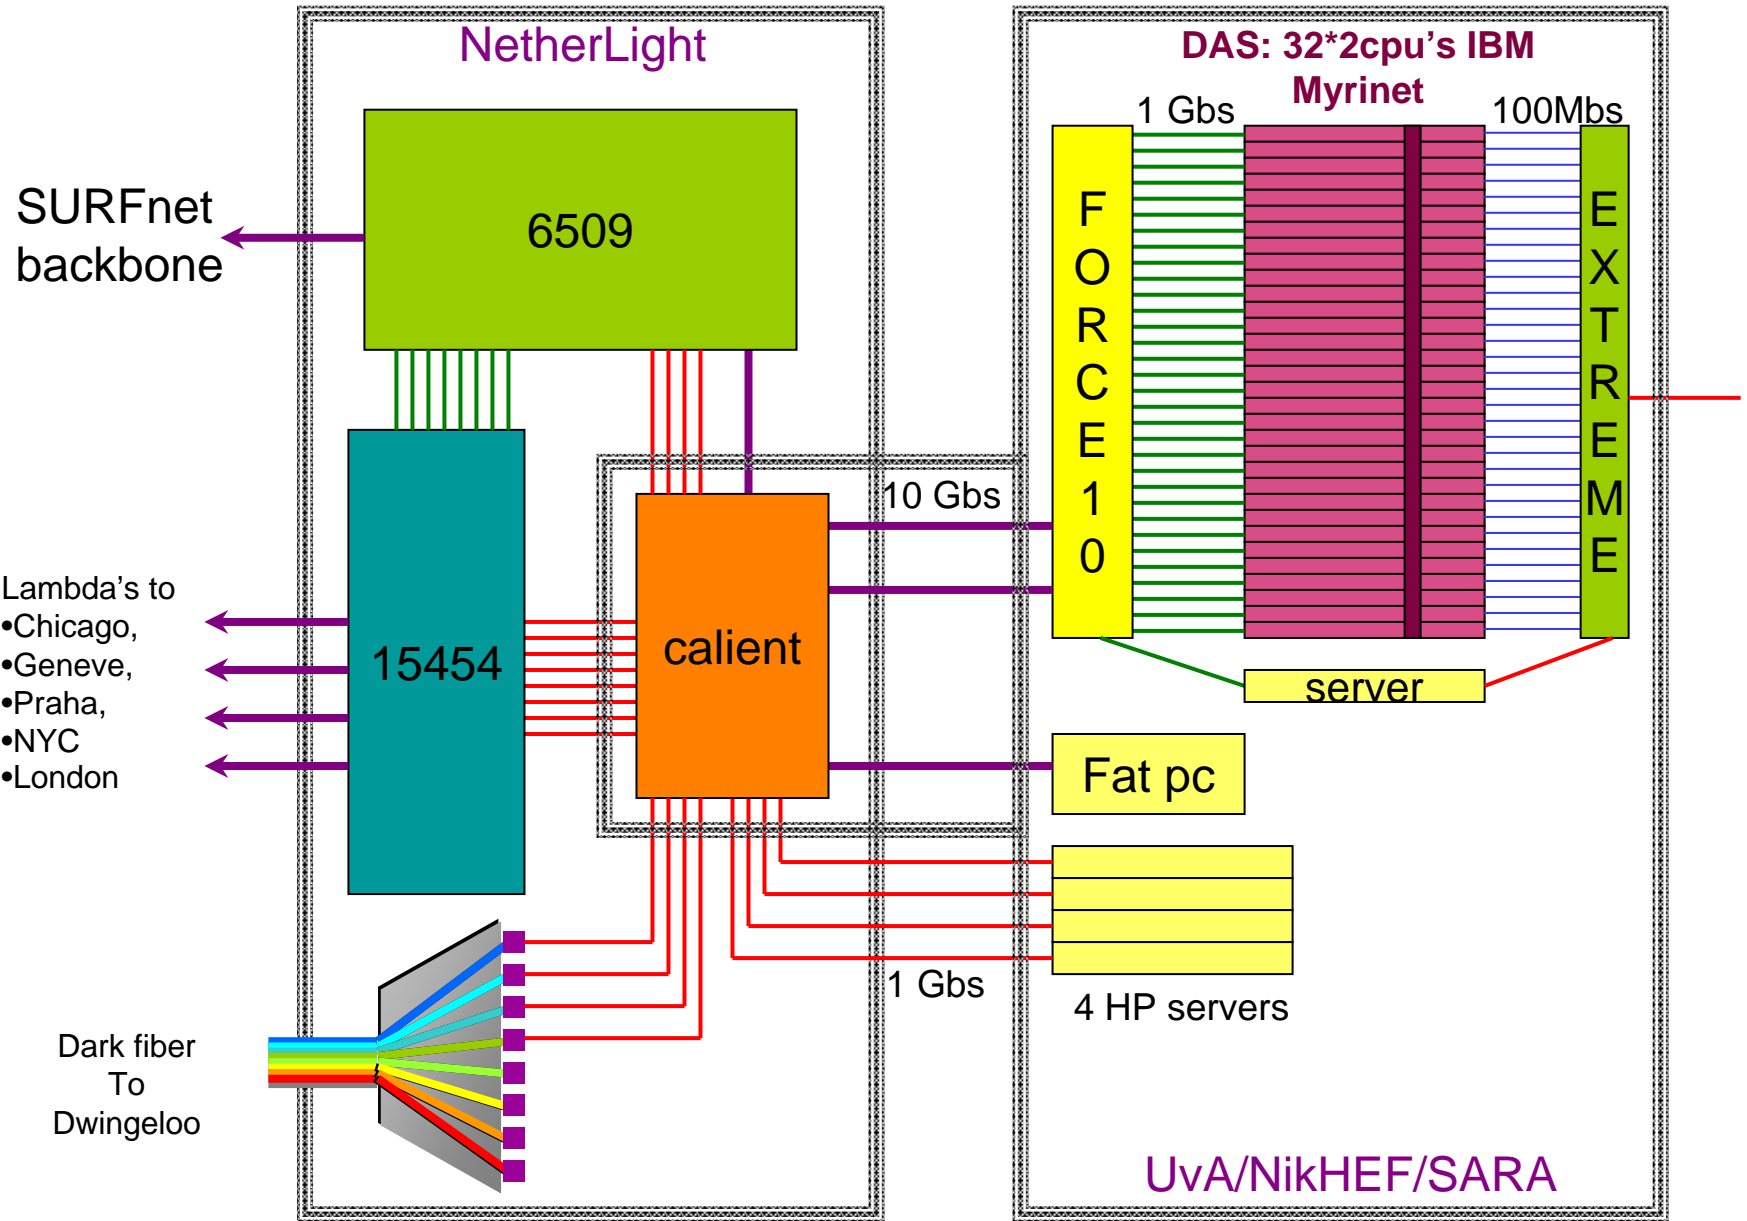 NetherLight
DAS: 32*2cpu's IBM
Myrinet
1 Gbs
100Mbs
SURFnet
backbone
6509
FORCE10
EXTREME
10 Gbs
Lambda's to
•Chicago,
•Geneve,
•Praha,
•NYC
•London
15454
calient
server
Fat pc
1 Gbs
4 HP servers
Dark fiber
To
Dwingeloo
UvA/NikHEF/SARA